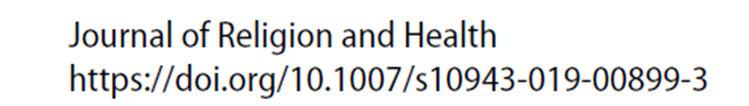 Journal of Religion and Health
https://doi.org/10.1007/s10943-019-00899-3